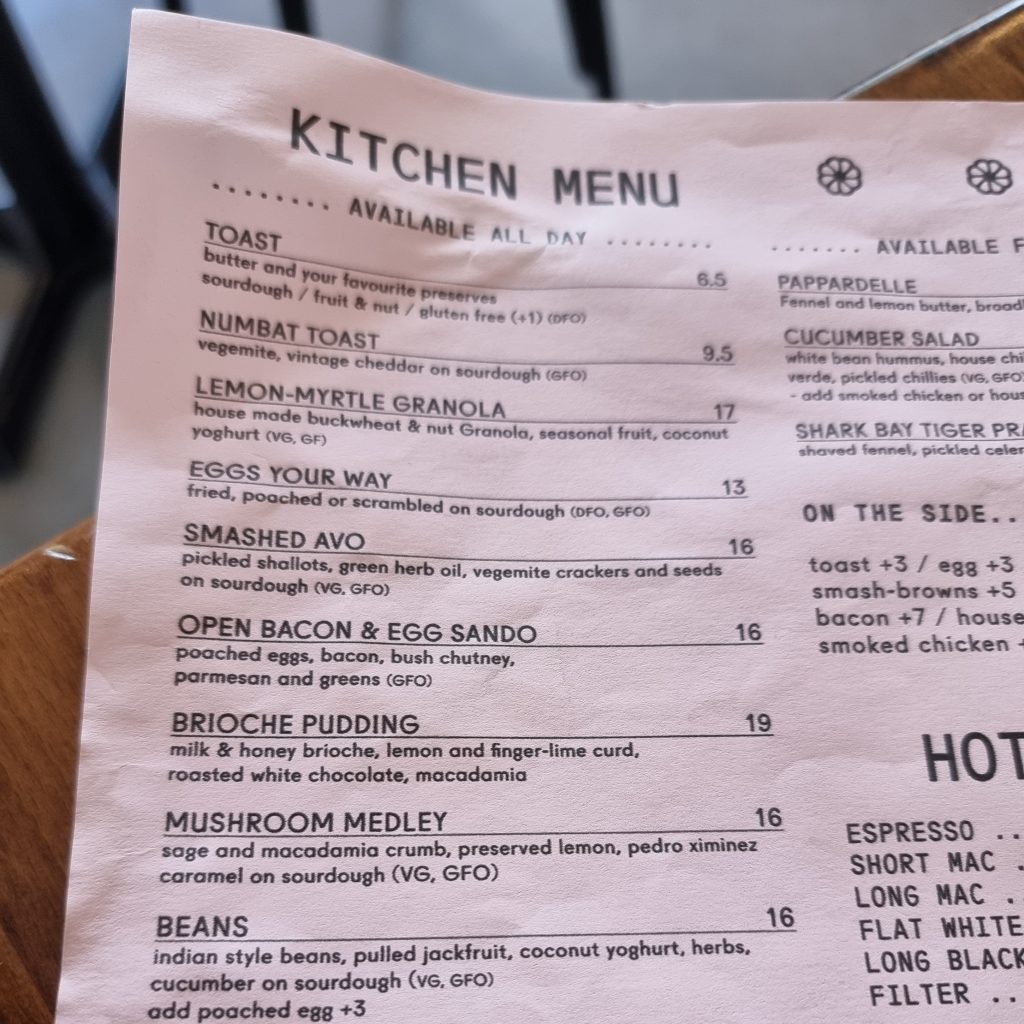 KITCHEN MENU
........ AVAILABLE ALL DAY ........
TOAST 6.5
butter and your favourite preserves
sourdough / fruit & nut / gluten free (+1) (DFO)
NUMBAT TOAST 9.5
vegemite, vintage cheddar on sourdough (GFO)
LEMON-MYRTLE GRANOLA 17
house made buckwheat & nut Granola, seasonal fruit, coconut
yoghurt (VG, GF)
EGGS YOUR WAY 13
fried, poached or scrambled on sourdough (DFO, GFO)
SMASHED AVO 16
pickled shallots, green herb oil, vegemite crackers and seeds
on sourdough (VG, GFO)
OPEN BACON & EGG SANDO 16
poached eggs, bacon, bush chutney,
parmesan and greens (GFO)
BRIOCHE PUDDING 19
milk & honey brioche, lemon and finger-lime curd,
roasted white chocolate, macadamia
MUSHROOM MEDLEY 16
sage and macadamia crumb, preserved lemon, pedro ximinez
caramel on sourdough (VG, GFO)
BEANS 16
indian style beans, pulled jackfruit, coconut yoghurt, herbs,
cucumber on sourdough (VG, GFO)
add poached egg +3
....... AVAILABLE
PAPPARDELLE
Fennel and lemon butter,
CUCUMBER SALAD
white bean hummus, house
verde, pickled chillies (VG, GFO)
- add smoked chicken or
SHARK BAY TIGER
shaved fennel, pickled
ON THE SIDE..
toast +3 / egg +3
smash-browns +5
bacon +7 / house
smoked chicken
HOT
ESPRESSO ..
SHORT MAC .
LONG MAC ..
FLAT WHITE
LONG BLACK
FILTER ..